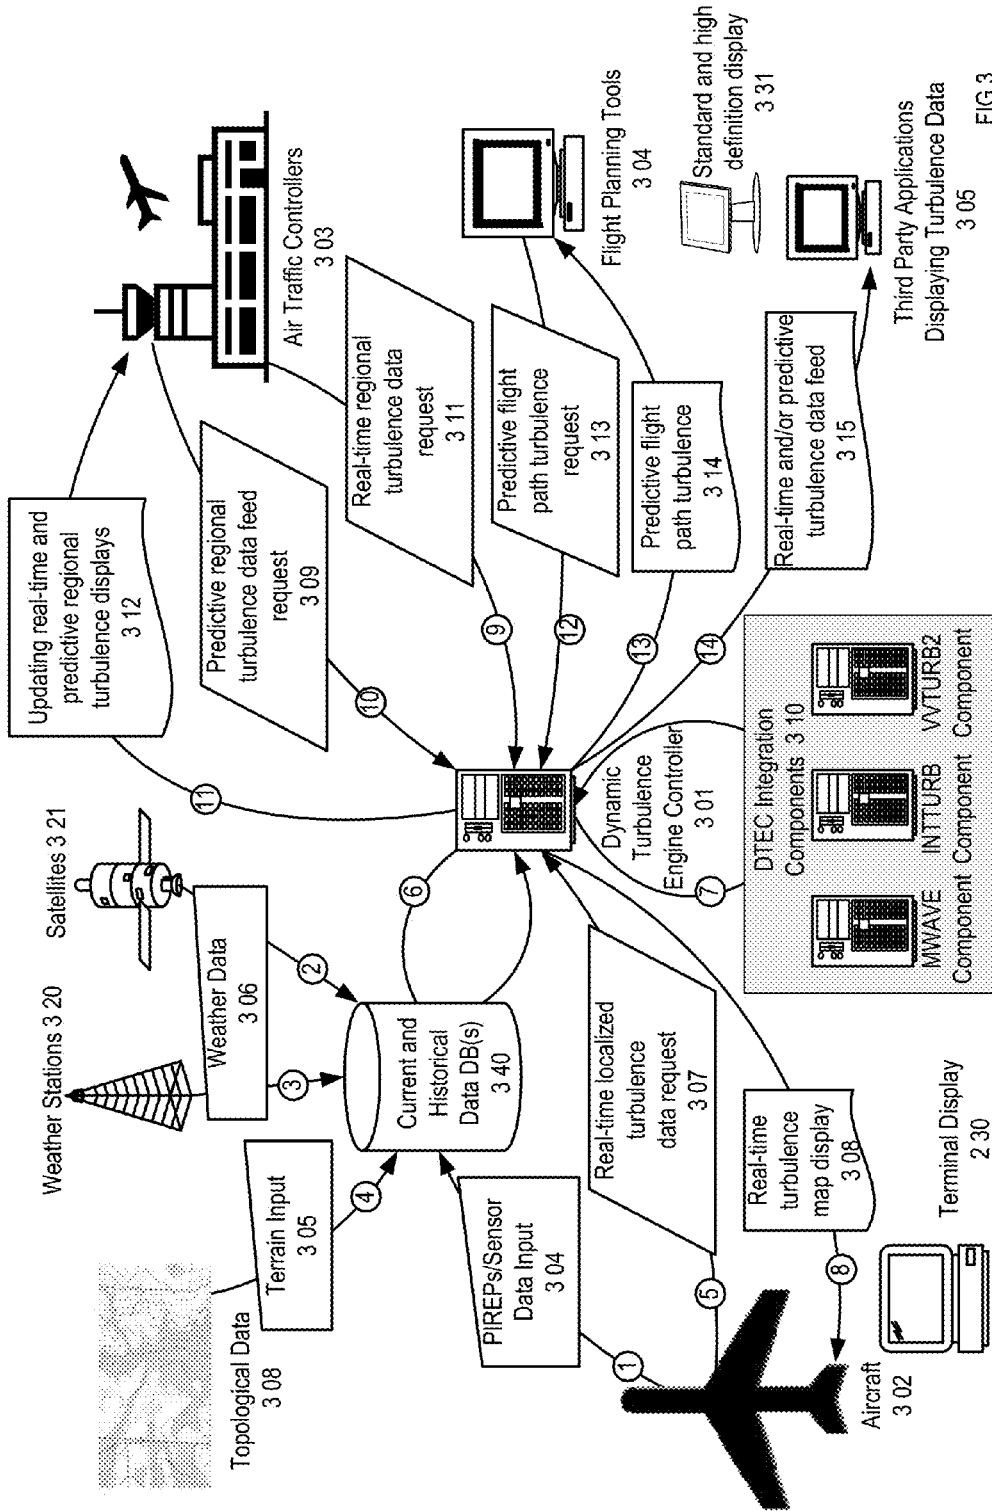 Topological Data
3 08
Terrain Input
3 05
4
Weather Stations 3 20
Satellites 3 21
Weather Data
3 06
3
2
Current and
Historical
Data DB(s)
3 40
PIREPs/Sensor
Data Input
3 04
1
Aircraft
3 02
Terminal Display
2 30
5
Real-time localized
turbulence
data request
3 07
8
Real-time
turbulence
map display
3 08
6
7
Dynamic
Turbulence
Engine Controller
3 01
DTEC Integration
Components 3 10
MWAVE
Component
INTTURB
Component
VVTURB2
Component
11
Updating real-time and
predictive regional
turbulence displays
3 12
10
Predictive regional
turbulence data feed
request
3 09
Air Traffic Controllers
3 03
9
Real-time regional
turbulence data
request
3 11
12
Predictive flight
path turbulence
request
3 13
13
Predictive flight
path turbulence
3 14
Flight Planning Tools
3 04
14
Real-time and/or predictive
turbulence data feed
3 15
Standard and high
definition display
3 31
Third Party Applications
Displaying Turbulence Data
3 05
FIG 3